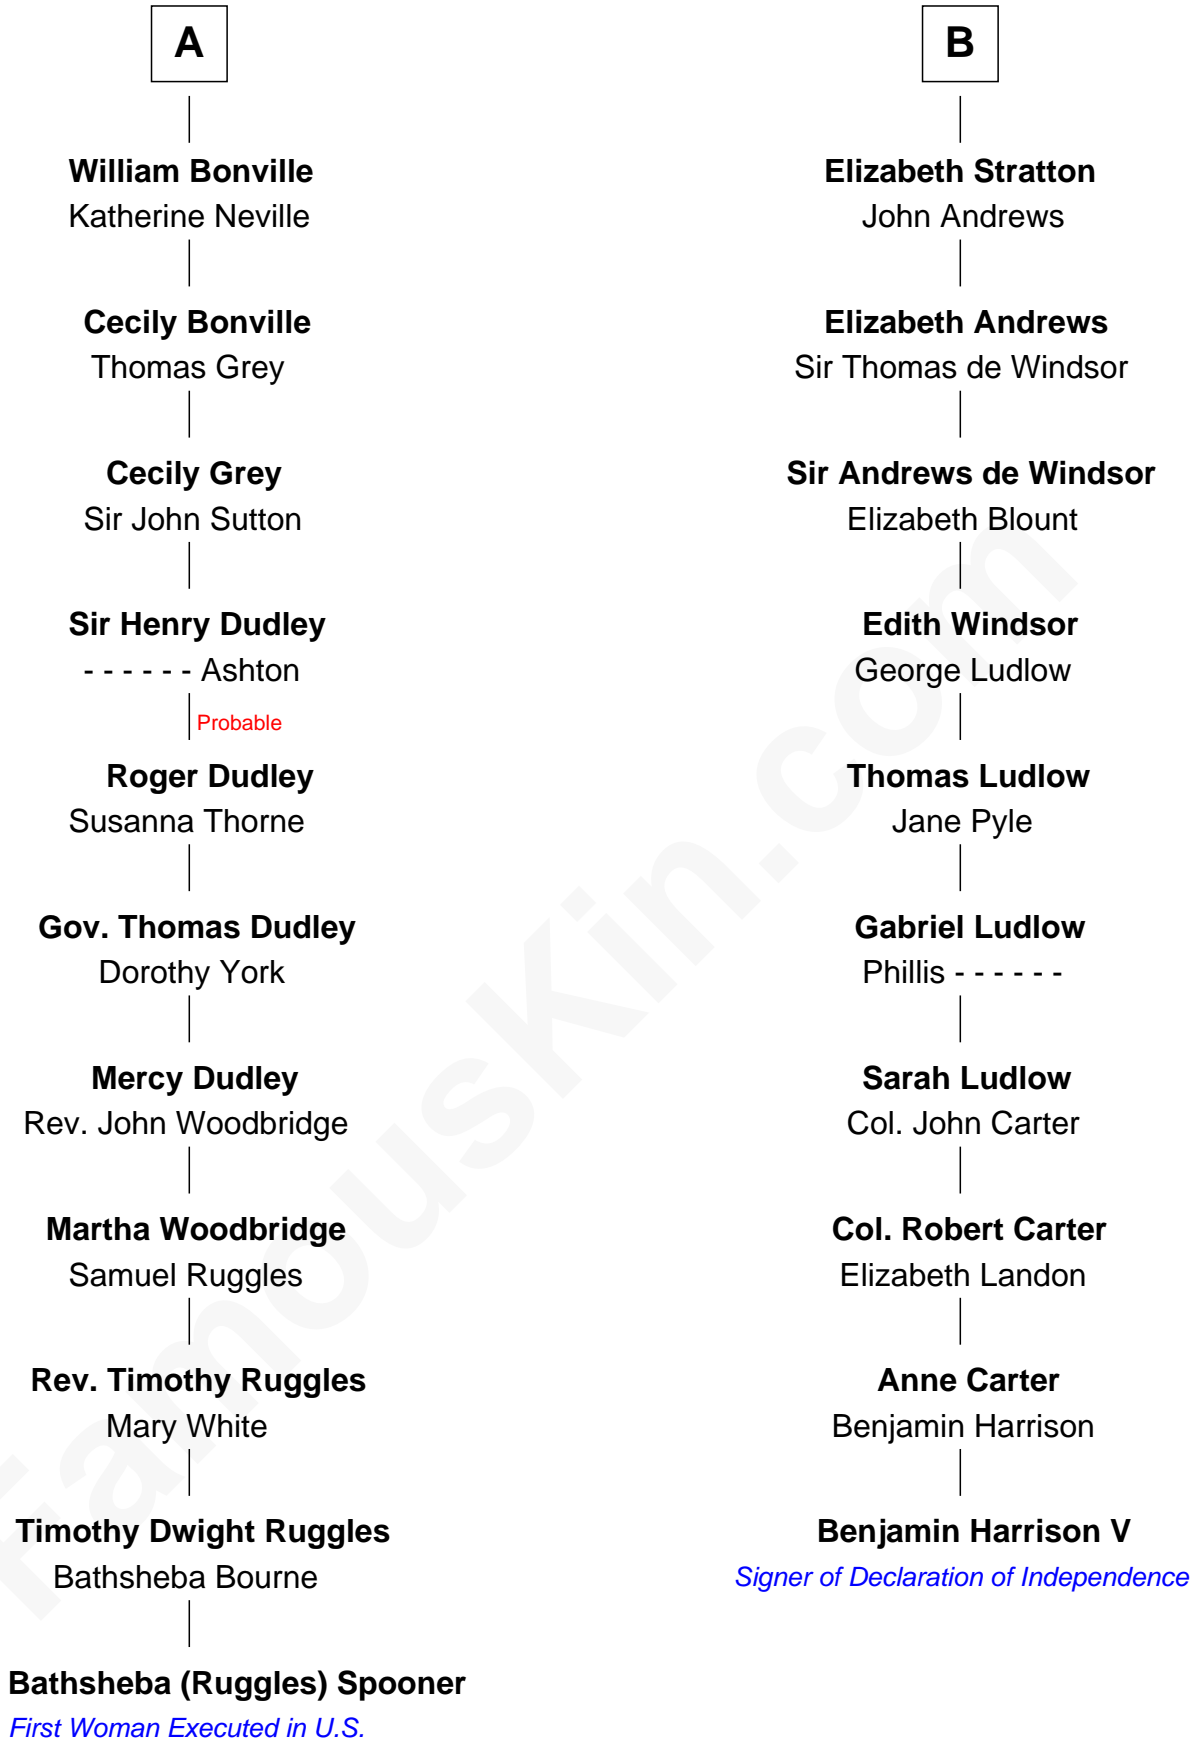 A
William Bonville
Katherine Neville
Cecily Bonville
Thomas Grey
Cecily Grey
Sir John Sutton
Sir Henry Dudley
- - - - - - Ashton
Probable
Roger Dudley
Susanna Thorne
Gov. Thomas Dudley
Dorothy York
Mercy Dudley
Rev. John Woodbridge
Martha Woodbridge
Samuel Ruggles
Rev. Timothy Ruggles
Mary White
Timothy Dwight Ruggles
Bathsheba Bourne
Bathsheba (Ruggles) Spooner
First Woman Executed in U.S.
B
Elizabeth Stratton
John Andrews
Elizabeth Andrews
Sir Thomas de Windsor
Sir Andrews de Windsor
Elizabeth Blount
Edith Windsor
George Ludlow
Thomas Ludlow
Jane Pyle
Gabriel Ludlow
Phillis - - - - - -
Sarah Ludlow
Col. John Carter
Col. Robert Carter
Elizabeth Landon
Anne Carter
Benjamin Harrison
Benjamin Harrison V
Signer of Declaration of Independence
FamousKin.com